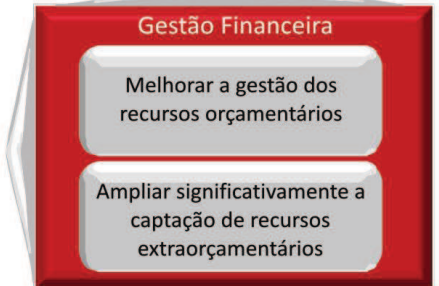 Gestão Financeira
Melhorar a gestão dos
recursos orçamentários
Ampliar significativamente a
captação de recursos
extraorçamentários